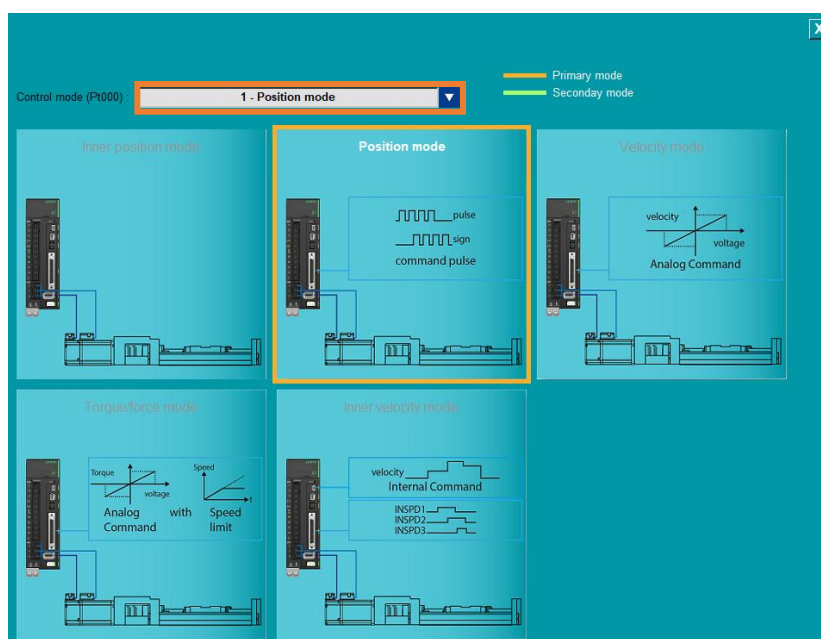 X
Primary mode
Seconday mode
Control mode (Pt000) :
1 - Position mode
Inner position mode
Position mode
Velocity mode
pulse
sign
command pulse
velocity
voltage
Analog Command
Torque/force mode
Inner velocity mode
Torque
voltage
Speed
t
Analog Command
with
Speed limit
velocity
Internal Command
INSPD1
INSPD2
INSPD3